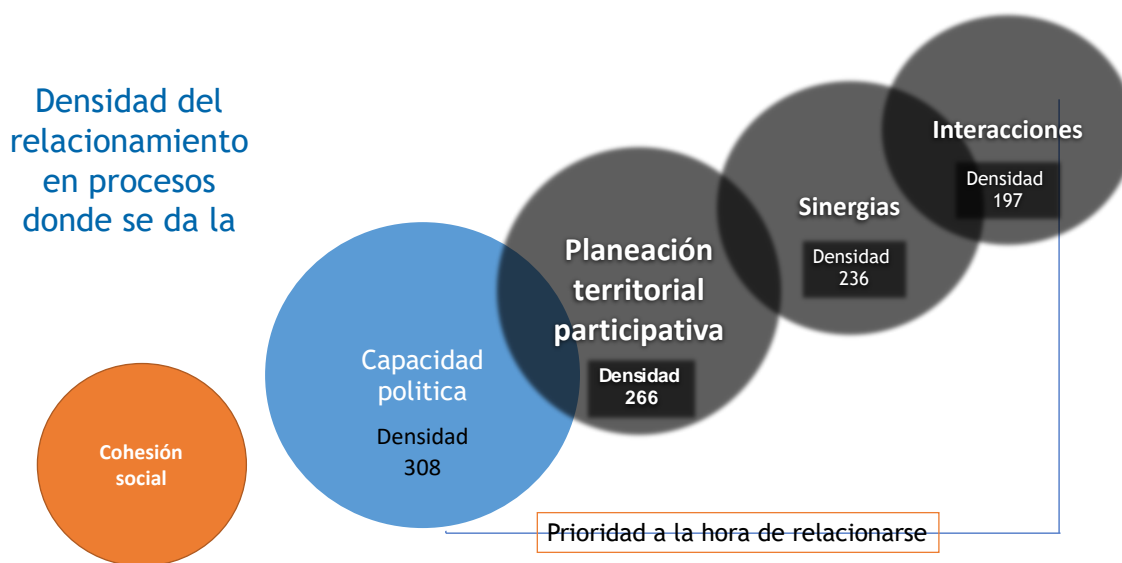 Densidad del
relacionamiento
en procesos
donde se da la
Cohesión
social
Capacidad
politica
Densidad
308
Planeación
territorial
participativa
Densidad
266
Sinergias
Densidad
236
Interacciones
Densidad
197
Prioridad a la hora de relacionarse